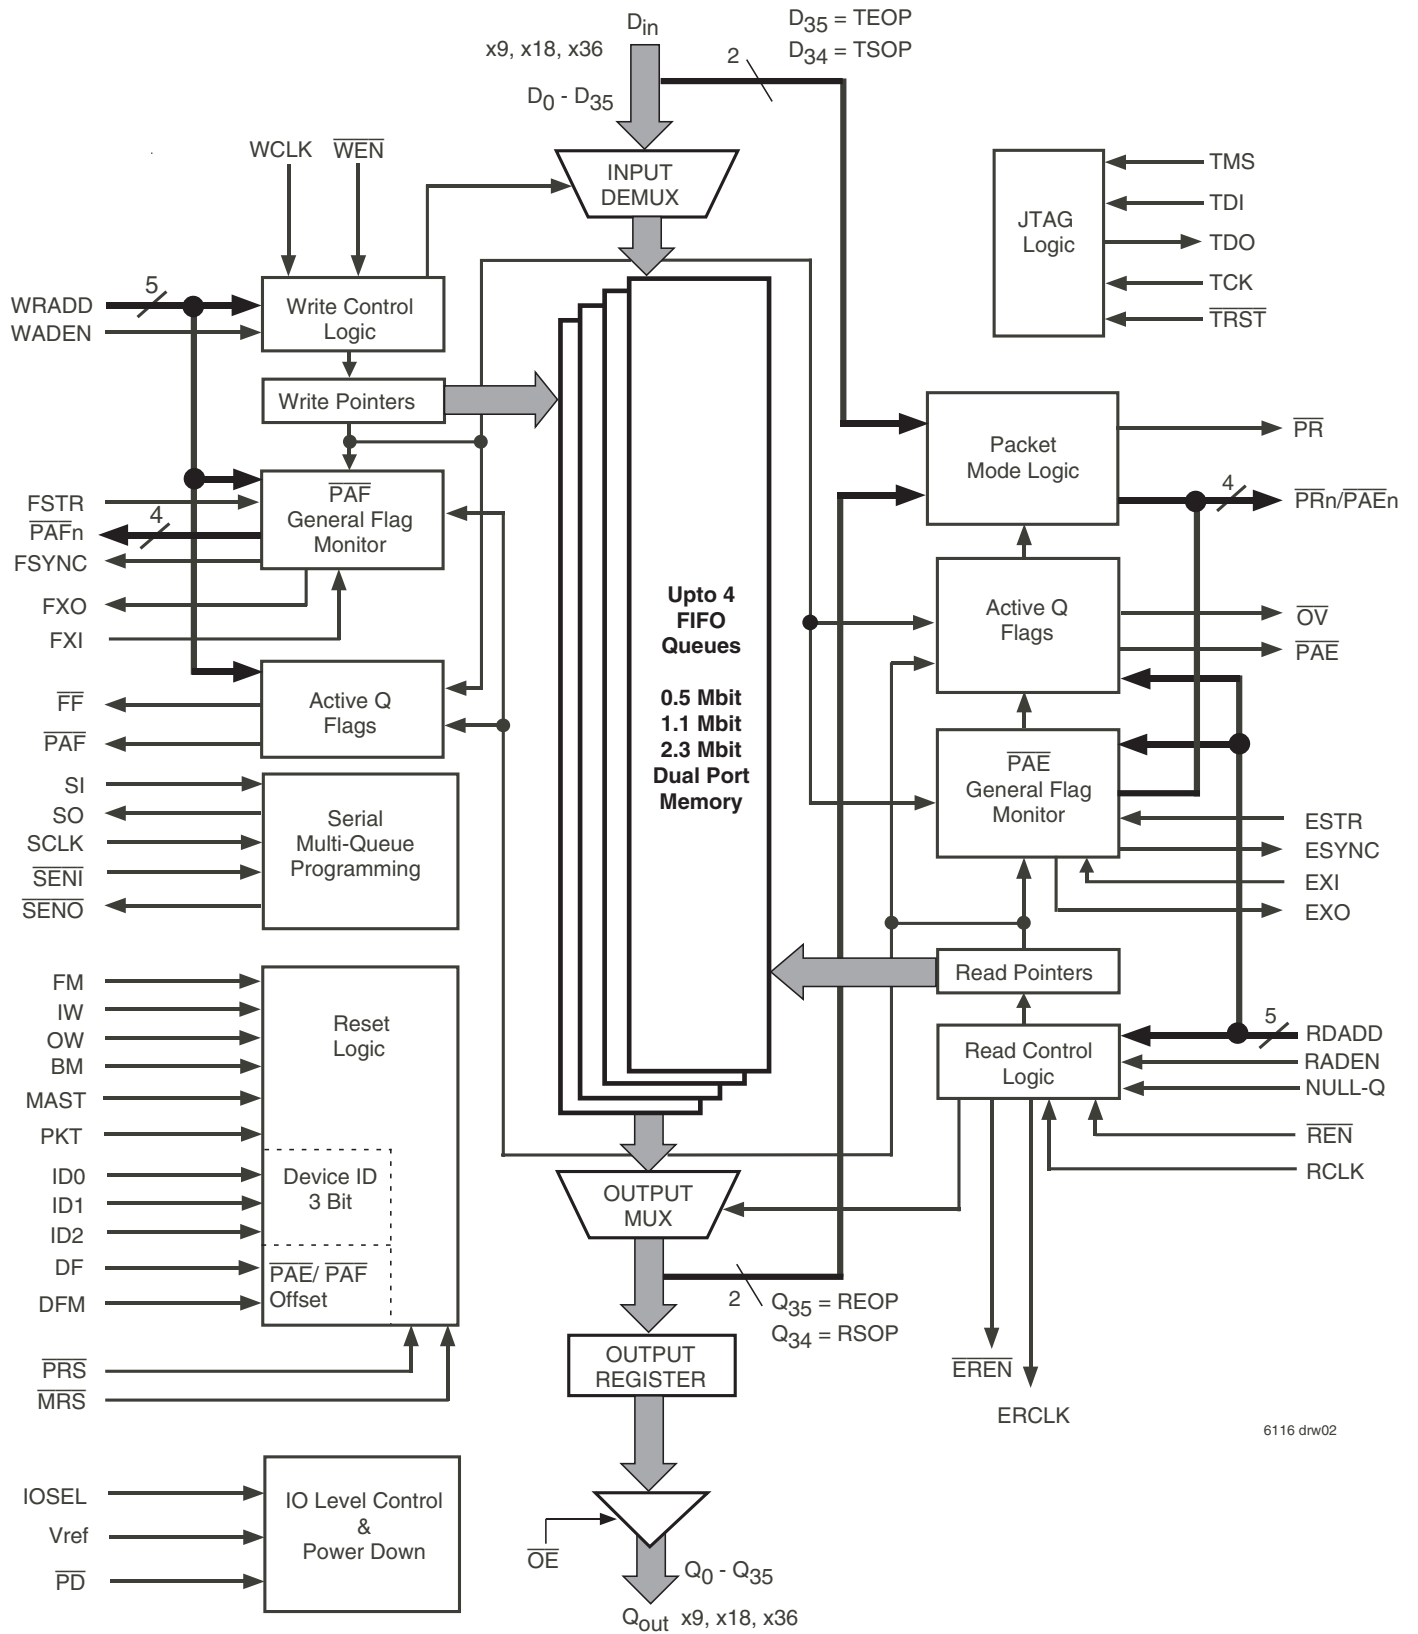 Din
x9, x18, x36
D0 - D35
2
D35 = TEOP
D34 = TSOP
WCLK
WEN
INPUT
DEMUX
JTAG
Logic
TMS
TDI
TDO
TCK
TRST
WRADD
5
WADEN
Write Control
Logic
Write Pointers
FSTR
PAFn
4
FSYNC
FXO
FXI
PAF
General Flag
Monitor
FF
PAF
Active Q
Flags
SI
SO
SCLK
SENI
SENO
Serial
Multi-Queue
Programming
Upto 4
FIFO
Queues
0.5 Mbit
1.1 Mbit
2.3 Mbit
Dual Port
Memory
Packet
Mode Logic
PR
4
PRn/PAEn
Active Q
Flags
OV
PAE
PAE
General Flag
Monitor
ESTR
ESYNC
EXI
EXO
Read Pointers
Read Control
Logic
5
RDADD
RADEN
NULL-Q
REN
RCLK
EREN
ERCLK
FM
IW
OW
BM
MAST
PKT
ID0
ID1
ID2
DF
DFM
Reset
Logic
Device ID
3 Bit
PAE/ PAF
Offset
PRS
MRS
OUTPUT
MUX
2
Q35 = REOP
Q34 = RSOP
OUTPUT
REGISTER
IOSEL
Vref
PD
IO Level Control
&
Power Down
OE
Q0 - Q35
Qout x9, x18, x36
6116 drw02